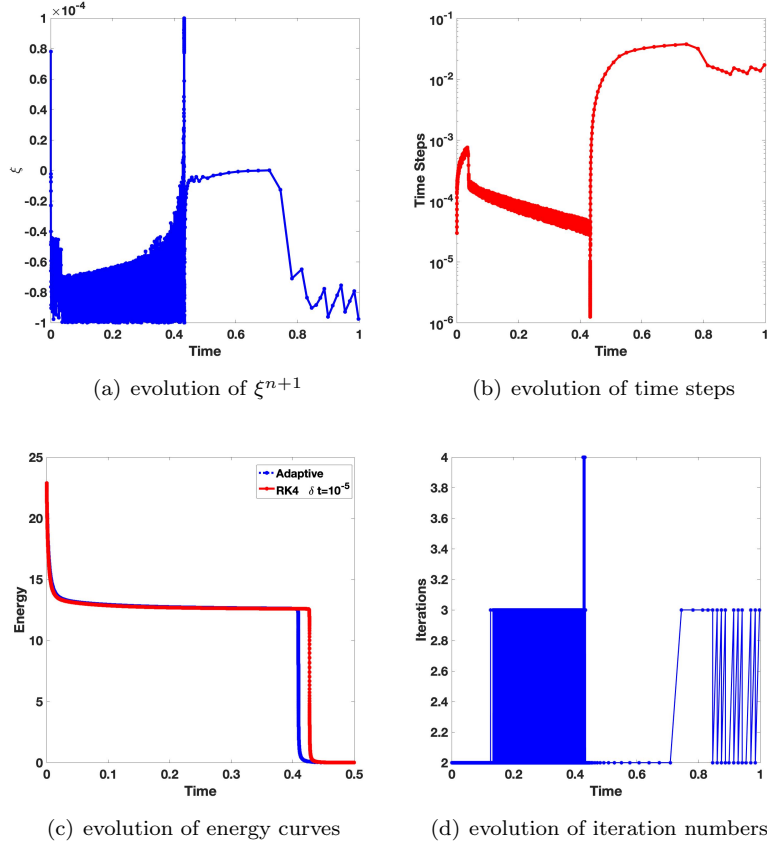 ×10⁻⁴
1
0.8
0.6
0.4
0.2
0
-0.2
-0.4
-0.6
-0.8
-1
ξ
0 0.2 0.4 0.6 0.8 1
Time
(a) evolution of ξⁿ⁺¹
10⁻¹
10⁻²
10⁻³
10⁻⁴
10⁻⁵
10⁻⁶
Time Steps
0 0.2 0.4 0.6 0.8 1
Time
(b) evolution of time steps
25
20
15
10
5
0
Energy
Adaptive
RK4 δ t=10⁻⁵
0 0.1 0.2 0.3 0.4 0.5
Time
(c) evolution of energy curves
4
3.8
3.6
3.4
3.2
3
2.8
2.6
2.4
2.2
2
Iterations
0 0.2 0.4 0.6 0.8 1
Time
(d) evolution of iteration numbers